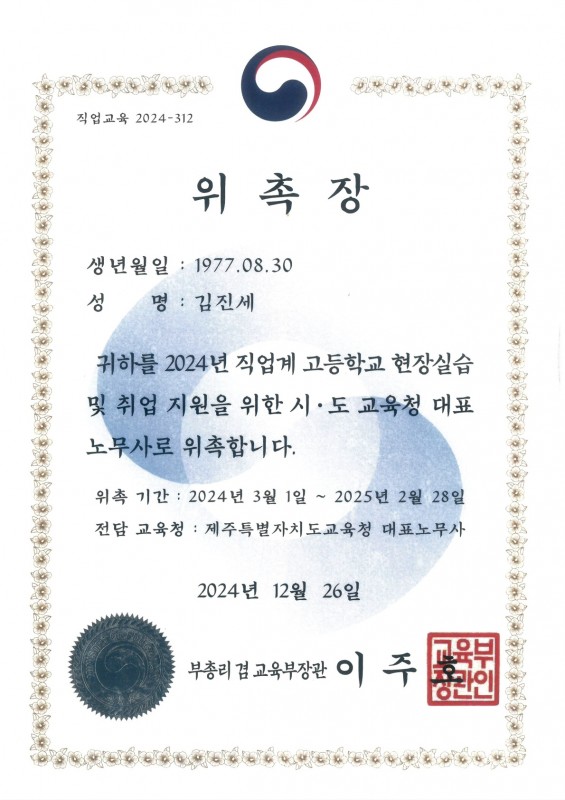 직업교육 2024-312
위 촉 장
생년월일 : 1977.08.30
성 명 : 김진세
귀하를 2024년 직업계 고등학교 현장실습
및 취업 지원을 위한 시·도 교육청 대표
노무사로 위촉합니다.
위촉 기간 : 2024년 3월 1일 ~ 2025년 2월 28일
전담 교육청 : 제주특별자치도교육청 대표노무사
2024년 12월 26일
부총리 겸 교육부장관 이 주 호
교육부
장관인